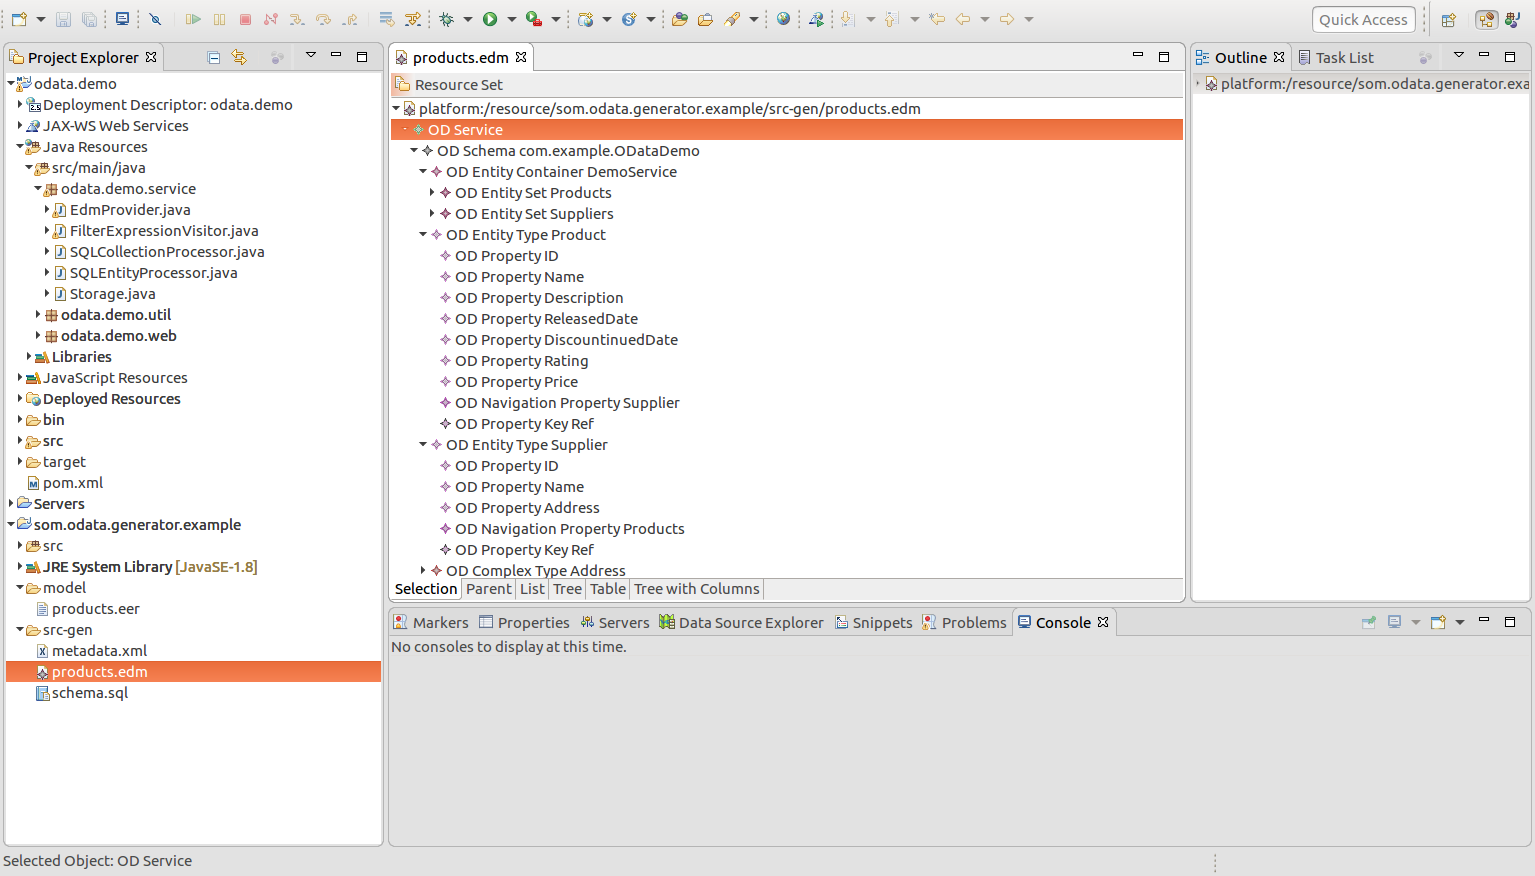 Quick Access
Project Explorer
odata.demo
Deployment Descriptor: odata.demo
JAX-WS Web Services
Java Resources
src/main/java
odata.demo.service
EdmProvider.java
FilterExpressionVisitor.java
SQLCollectionProcessor.java
SQLEntityProcessor.java
Storage.java
odata.demo.util
odata.demo.web
Libraries
JavaScript Resources
Deployed Resources
bin
src
target
pom.xml
Servers
som.odata.generator.example
src
JRE System Library [JavaSE-1.8]
model
products.eer
src-gen
metadata.xml
products.edm
schema.sql
products.edm
Resource Set
platform:/resource/som.odata.generator.example/src-gen/products.edm
OD Service
OD Schema com.example.ODataDemo
OD Entity Container DemoService
OD Entity Set Products
OD Entity Set Suppliers
OD Entity Type Product
OD Property ID
OD Property Name
OD Property Description
OD Property ReleasedDate
OD Property DiscountinuedDate
OD Property Rating
OD Property Price
OD Navigation Property Supplier
OD Property Key Ref
OD Entity Type Supplier
OD Property ID
OD Property Name
OD Property Address
OD Navigation Property Products
OD Property Key Ref
OD Complex Type Address
Selection Parent List Tree Table Tree with Columns
Outline Task List
platform:/resource/som.odata.generator.exa
Markers Properties Servers Data Source Explorer Snippets Problems Console
No consoles to display at this time.
Selected Object: OD Service